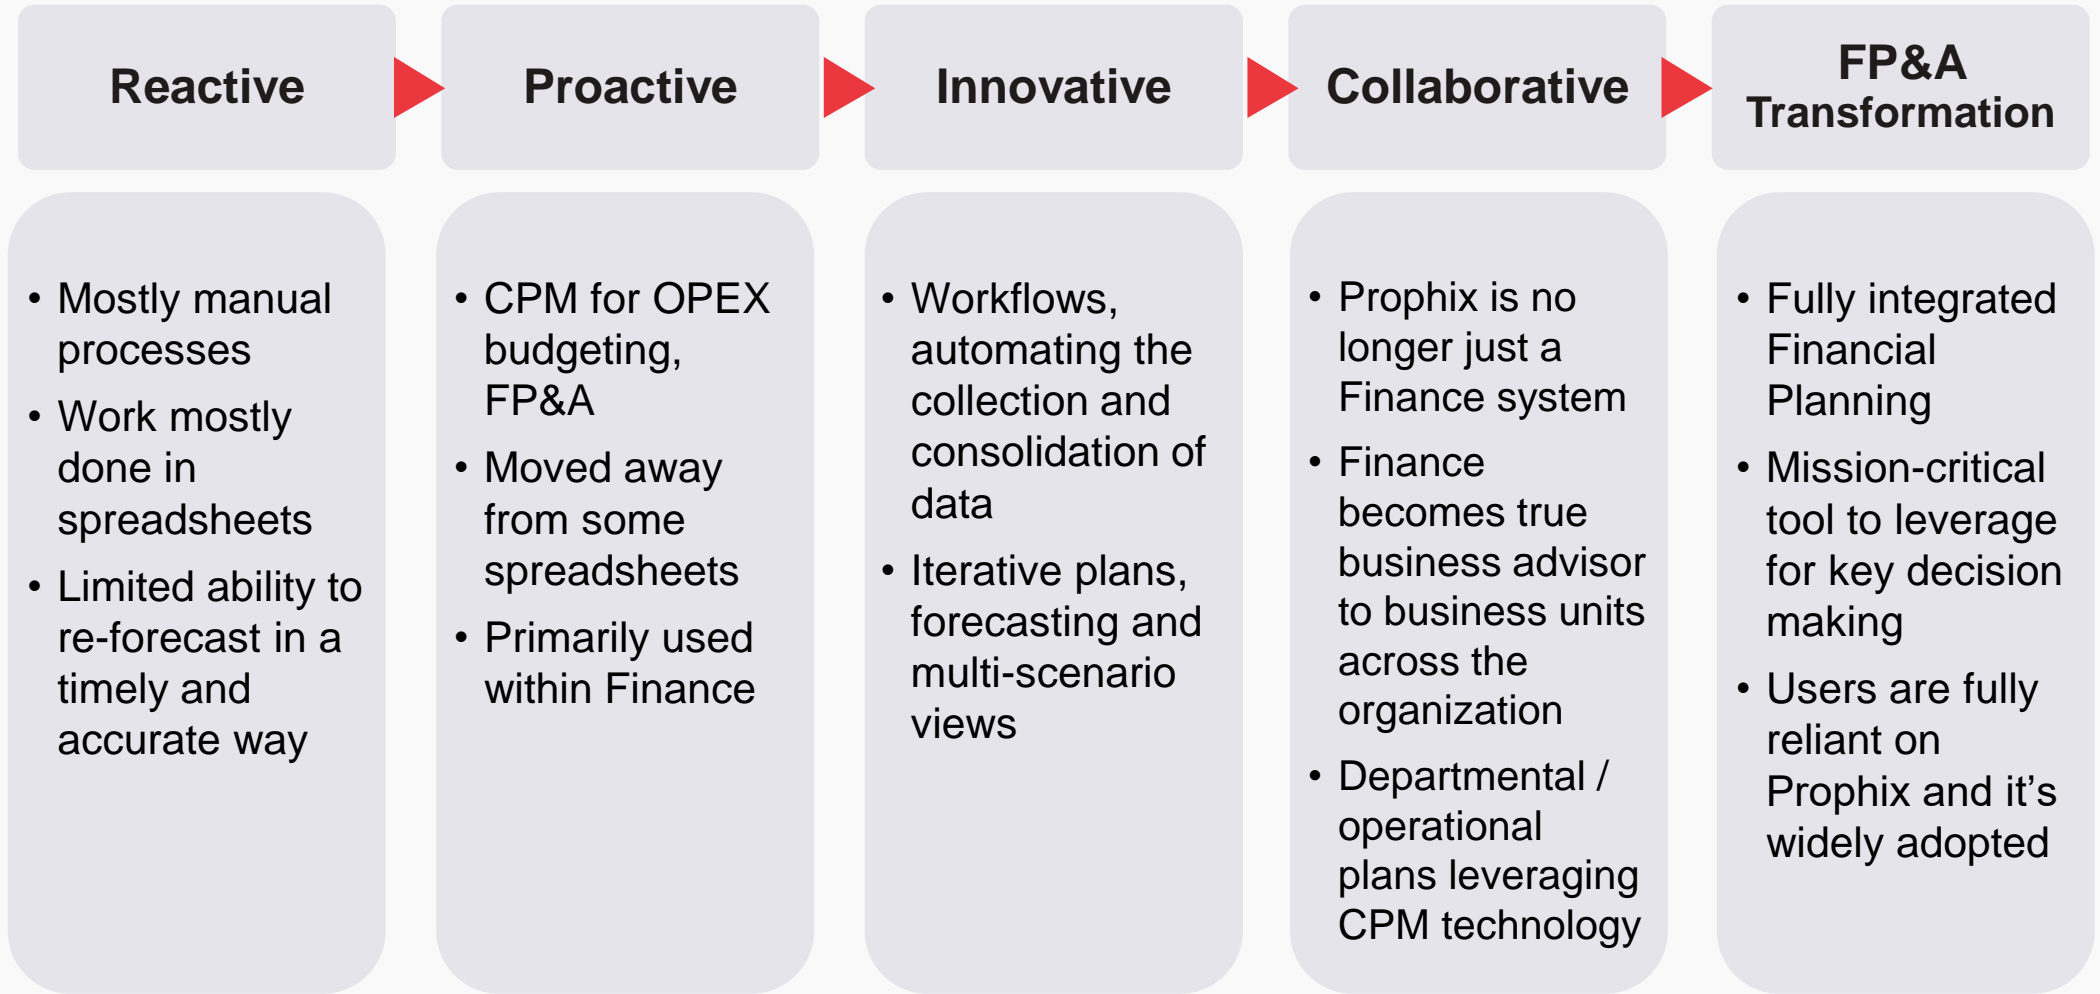 Reactive
Proactive
Innovative
Collaborative
FP&A
Transformation
• Mostly manual
processes
• Work mostly
done in
spreadsheets
• Limited ability to
re-forecast in a
timely and
accurate way
• CPM for OPEX
budgeting,
FP&A
• Moved away
from some
spreadsheets
• Primarily used
within Finance
• Workflows,
automating the
collection and
consolidation of
data
• Iterative plans,
forecasting and
multi-scenario
views
• Prophix is no
longer just a
Finance system
• Finance
becomes true
business advisor
to business units
across the
organization
• Departmental /
operational
plans leveraging
CPM technology
• Fully integrated
Financial
Planning
• Mission-critical
tool to leverage
for key decision
making
• Users are fully
reliant on
Prophix and it’s
widely adopted